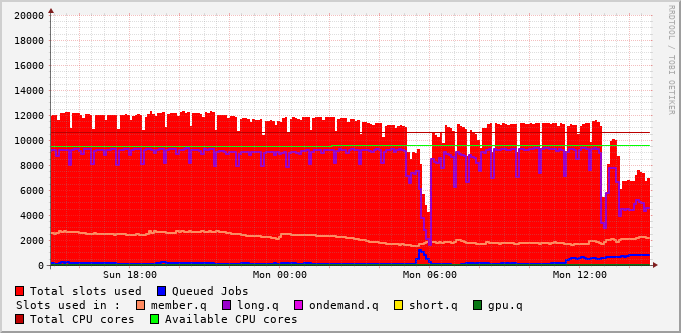 RRDTOOL / TOBI OETIKER
20000
18000
16000
14000
12000
10000
8000
6000
4000
2000
0
Sun 18:00 Mon 00:00 Mon 06:00 Mon 12:00
Total slots used Queued Jobs
Slots used in : member.q long.q ondemand.q short.q gpu.q
Total CPU cores Available CPU cores